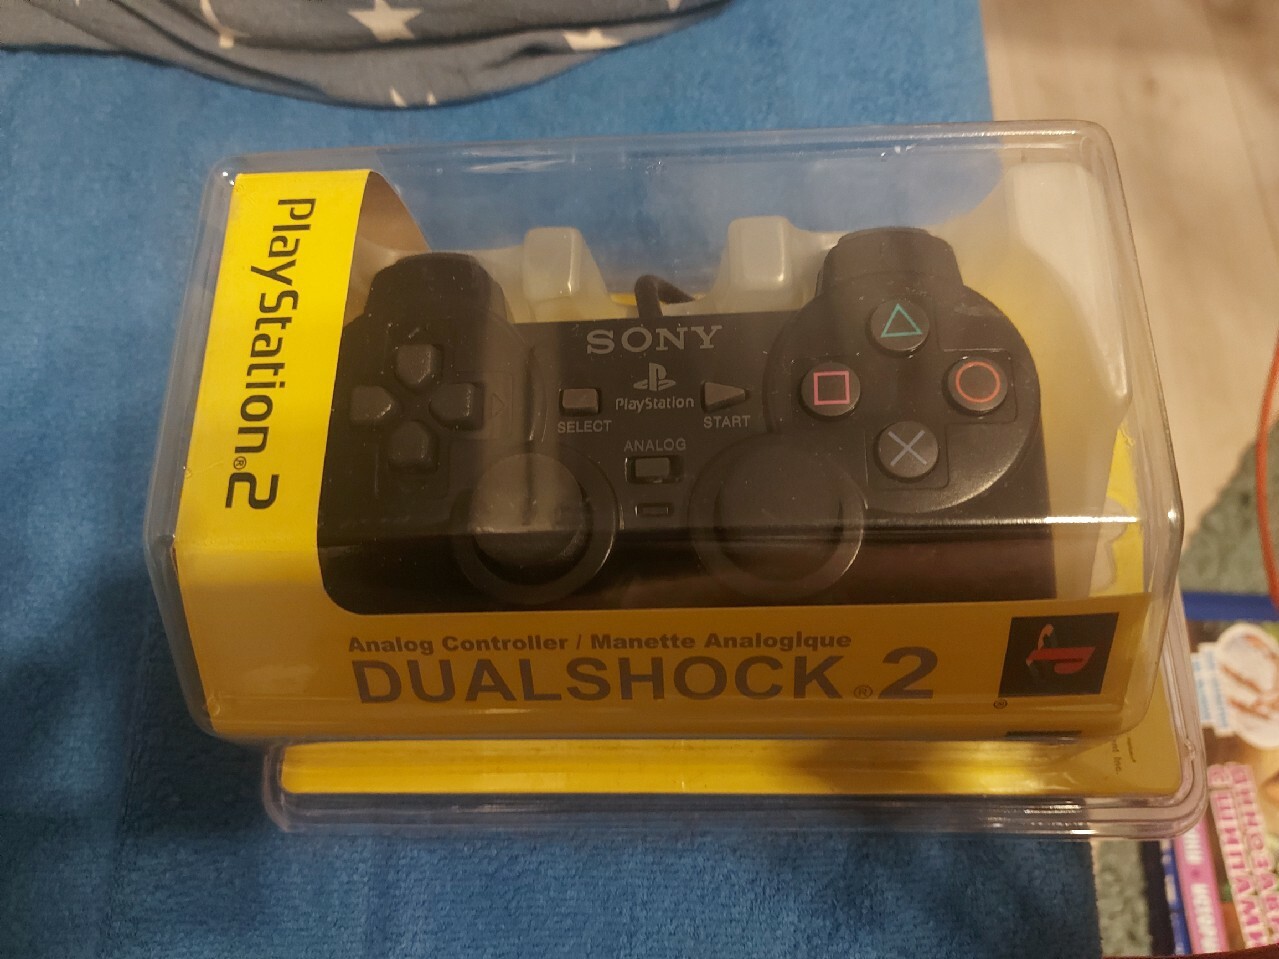 PlayStation®2
SONY
PlayStation
SELECT
START
ANALOG
Analog Controller / Manette Analogique
DUALSHOCK®2
®